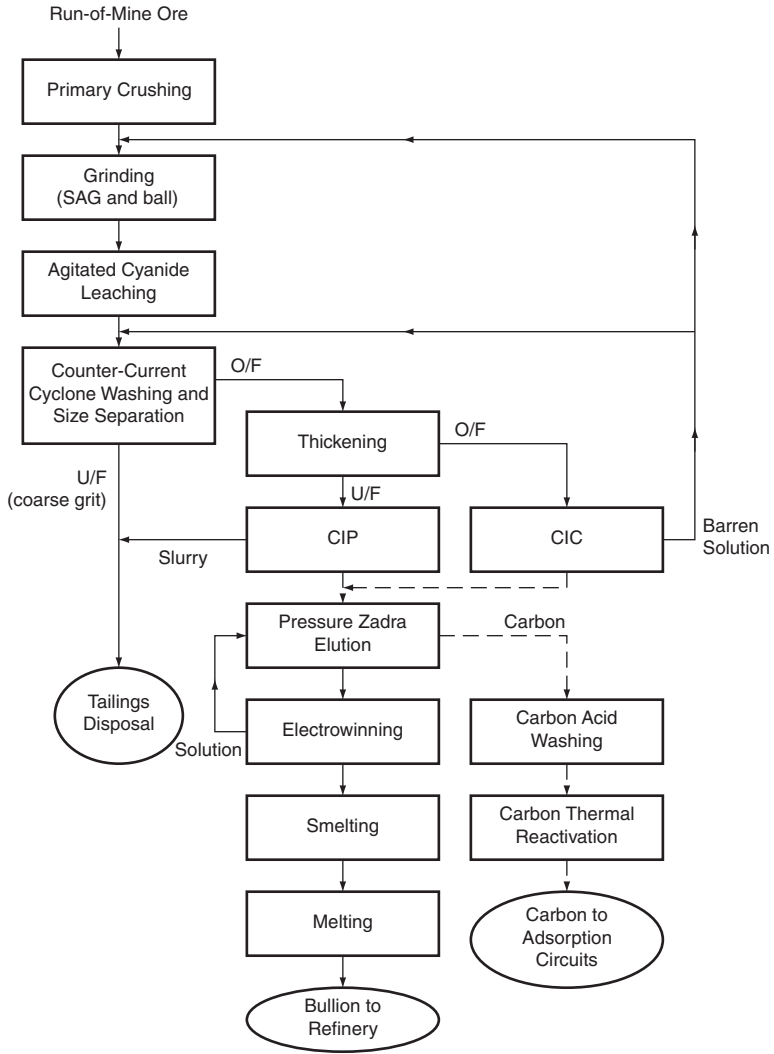 Run-of-Mine Ore
Primary Crushing
Grinding
(SAG and ball)
Agitated Cyanide
Leaching
Counter-Current
Cyclone Washing and
Size Separation
O/F
Thickening
O/F
U/F
(coarse grit)
U/F
CIP
CIC
Barren
Solution
Slurry
Pressure Zadra
Elution
Carbon
Tailings
Disposal
Solution
Electrowinning
Carbon Acid
Washing
Smelting
Carbon Thermal
Reactivation
Melting
Carbon to
Adsorption
Circuits
Bullion to
Refinery